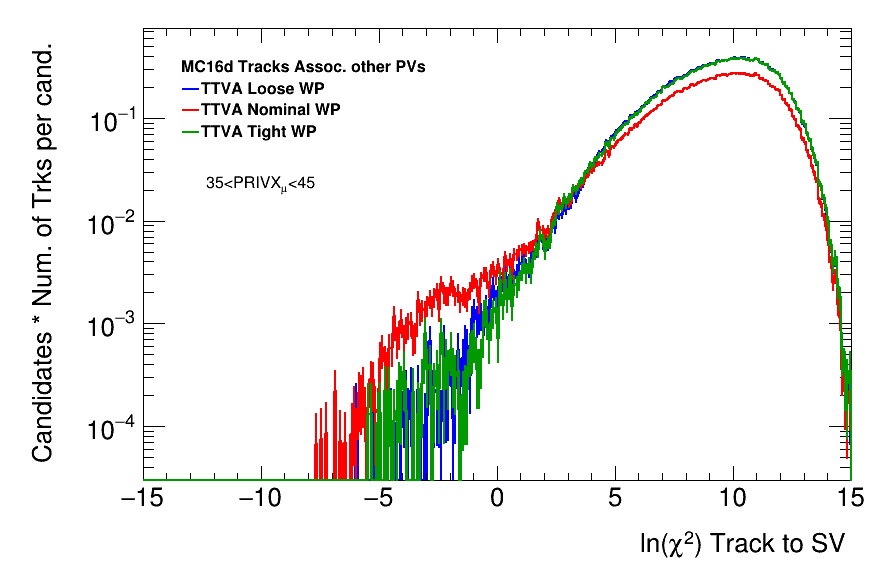 MC16d Tracks Assoc. other PVs
TTVA Loose WP
TTVA Nominal WP
TTVA Tight WP
35<PRIVXμ<45
Candidates * Num. of Trks per cand.
10⁻¹
10⁻²
10⁻³
10⁻⁴
−15 −10 −5 0 5 10 15
ln(χ²) Track to SV